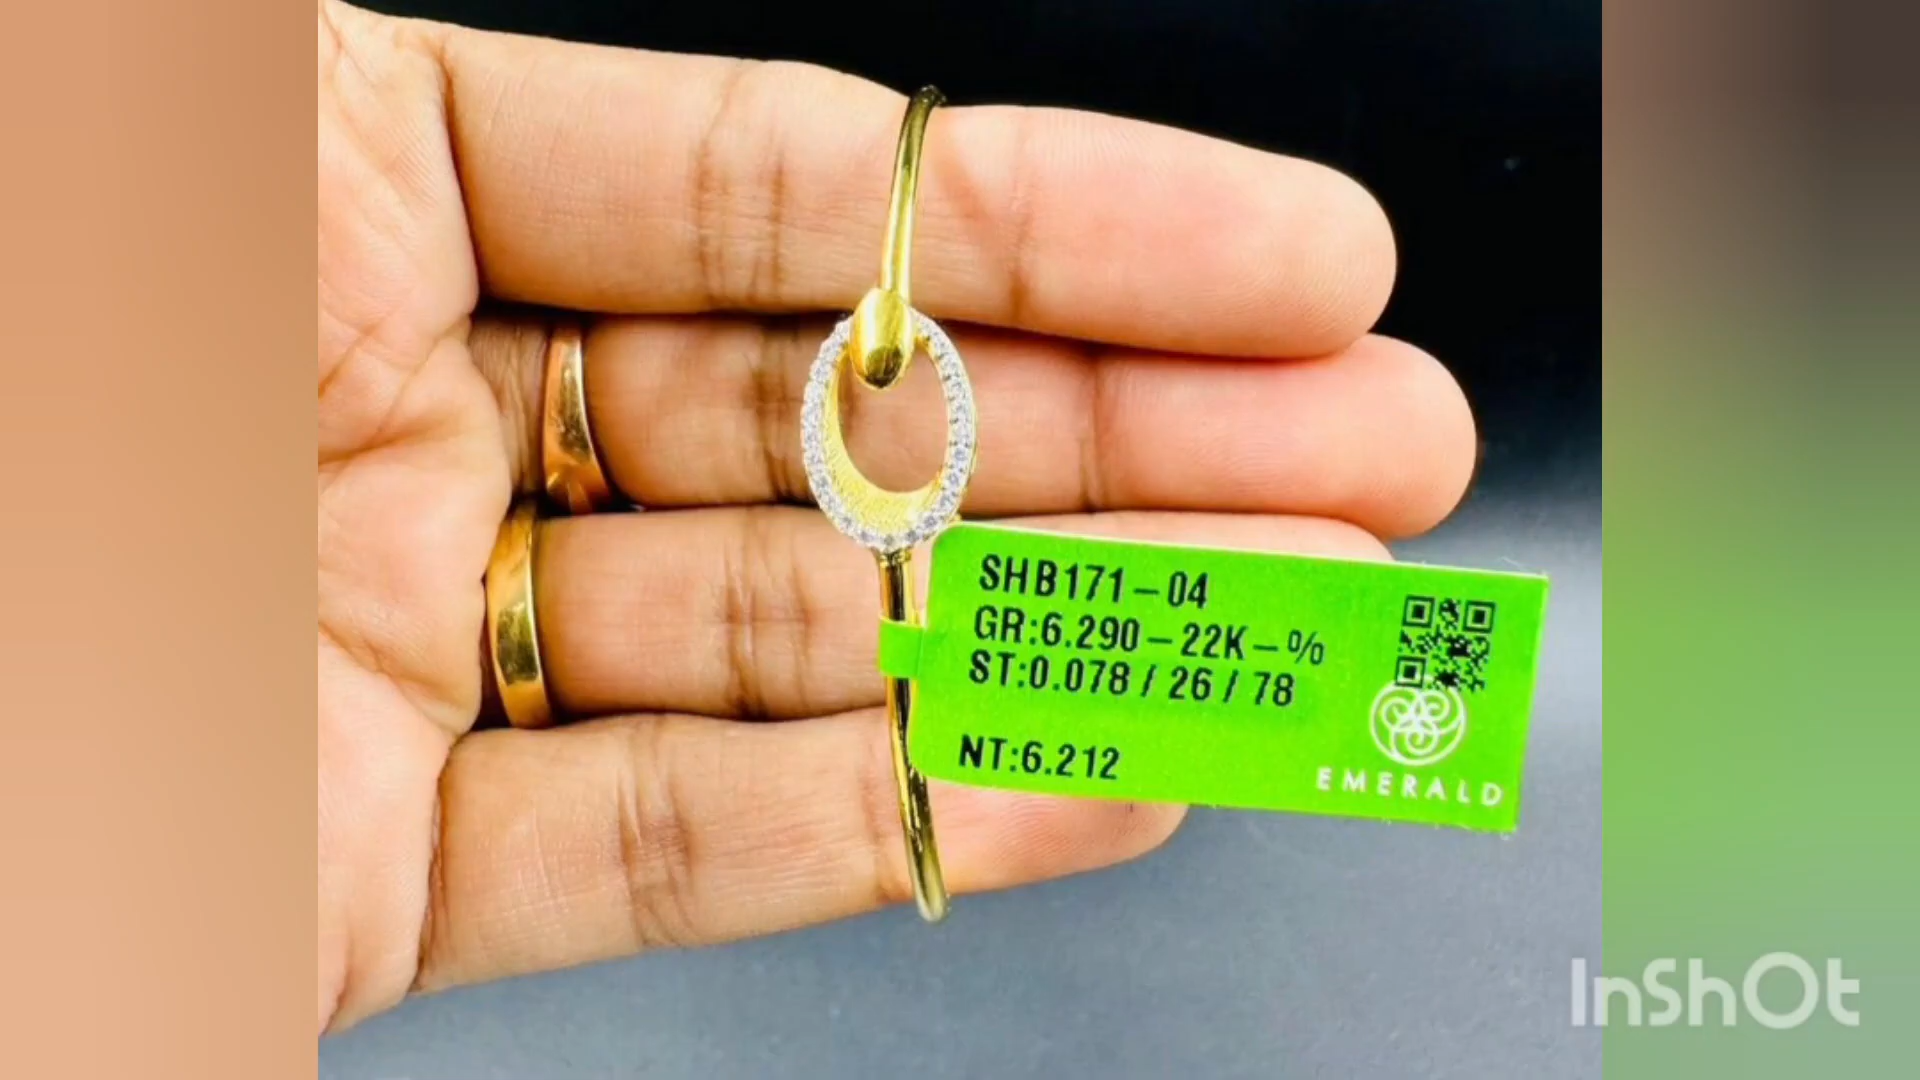 SHB171-04
GR:6.290-22K-%
ST:0.078/26/78
NT:6.212
EMERALD
InShOt